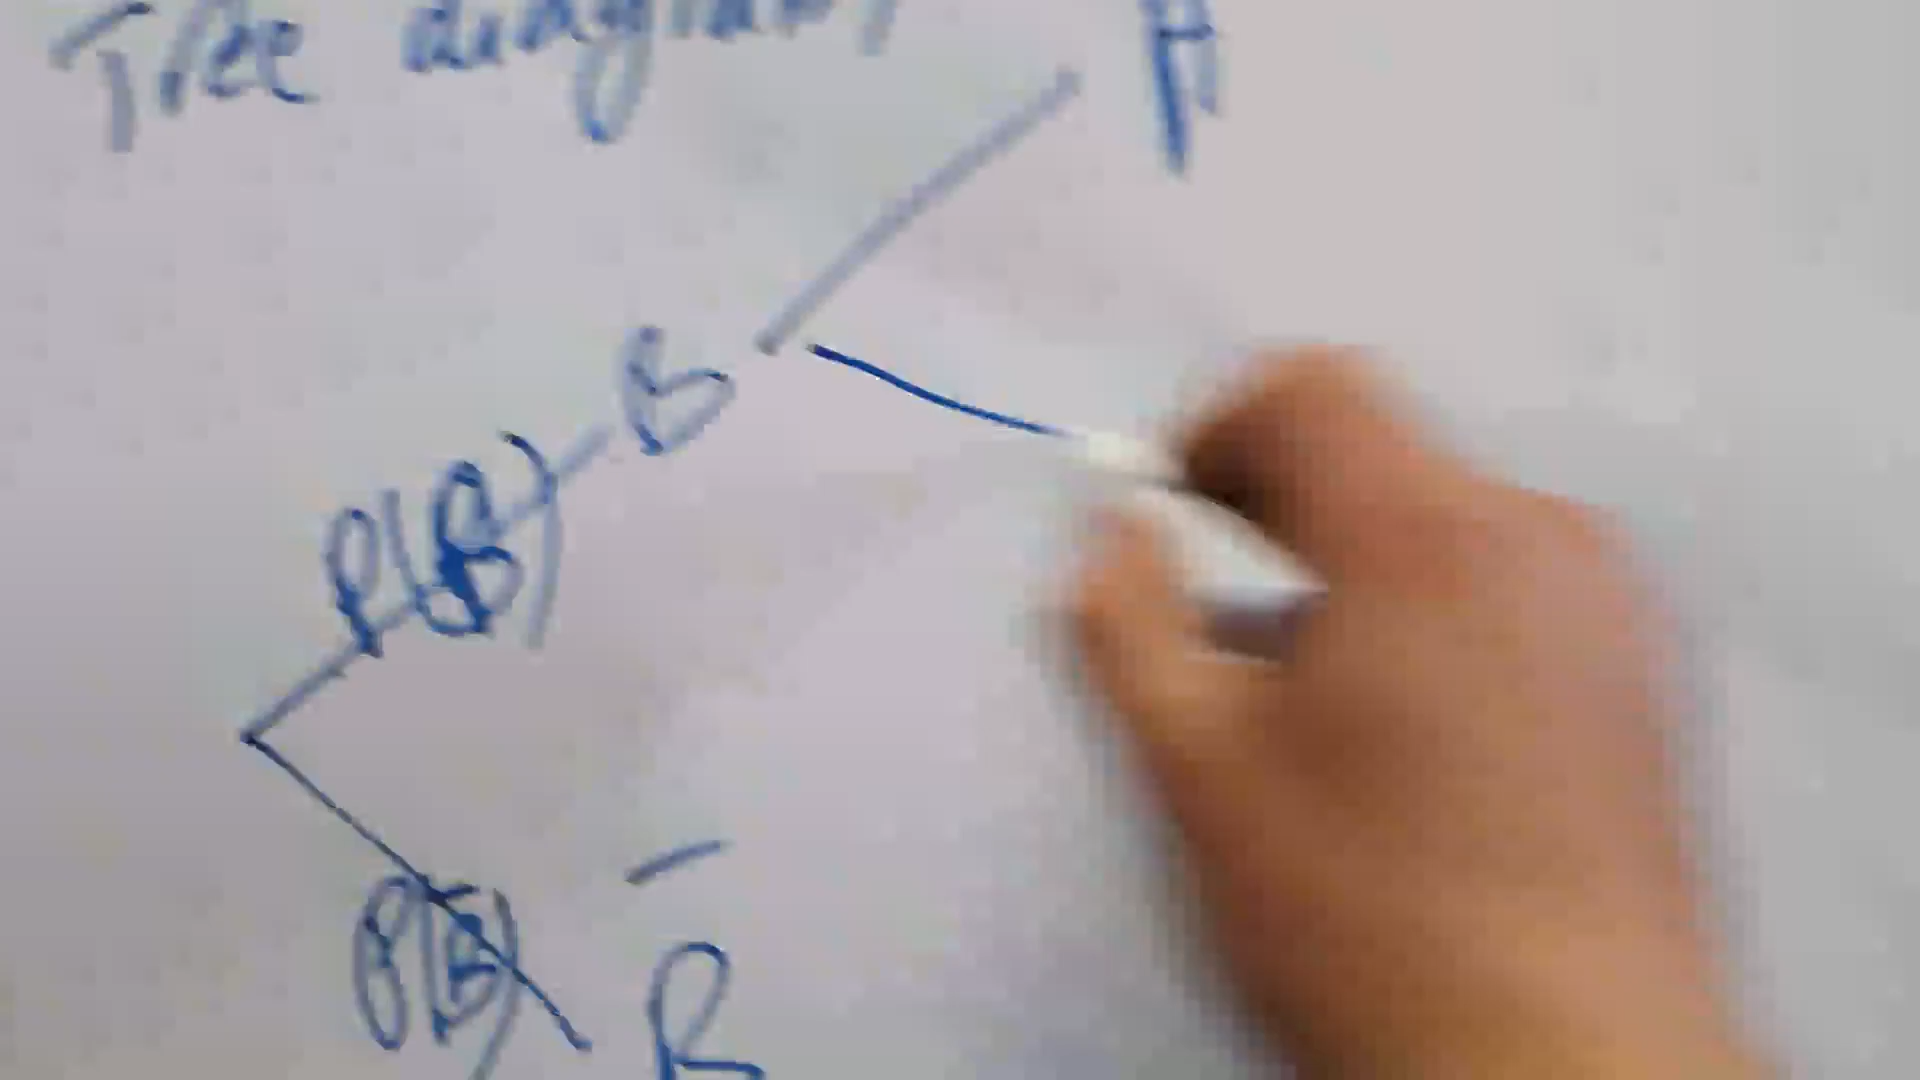 Tree diagram
A
B
P(B)
P(B̅)
B̅